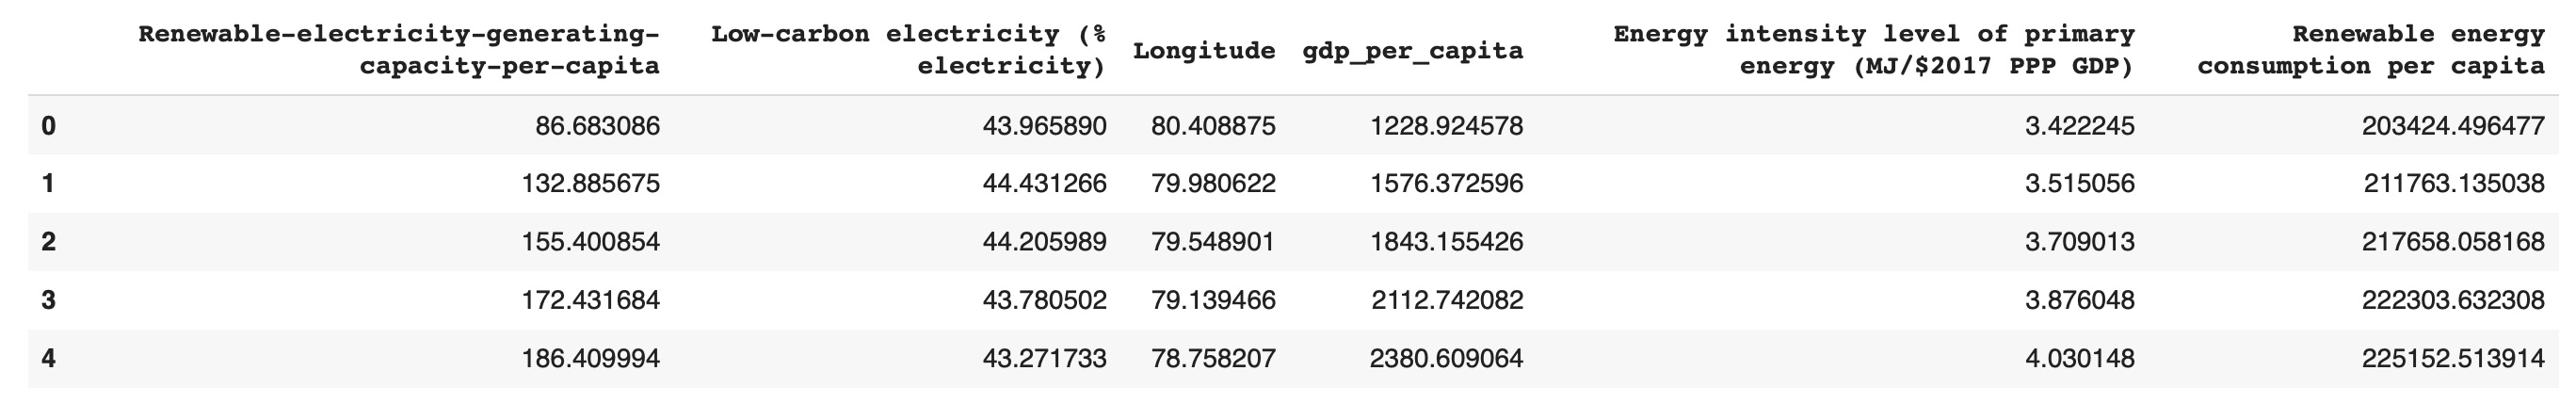 Renewable-electricity-generating-capacity-per-capita Low-carbon electricity (% electricity) Longitude gdp_per_capita Energy intensity level of primary energy (MJ/$2017 PPP GDP) Renewable energy consumption per capita
0 86.683086 43.965890 80.408875 1228.924578 3.422245 203424.496477
1 132.885675 44.431266 79.980622 1576.372596 3.515056 211763.135038
2 155.400854 44.205989 79.548901 1843.155426 3.709013 217658.058168
3 172.431684 43.780502 79.139466 2112.742082 3.876048 222303.632308
4 186.409994 43.271733 78.758207 2380.609064 4.030148 225152.513914